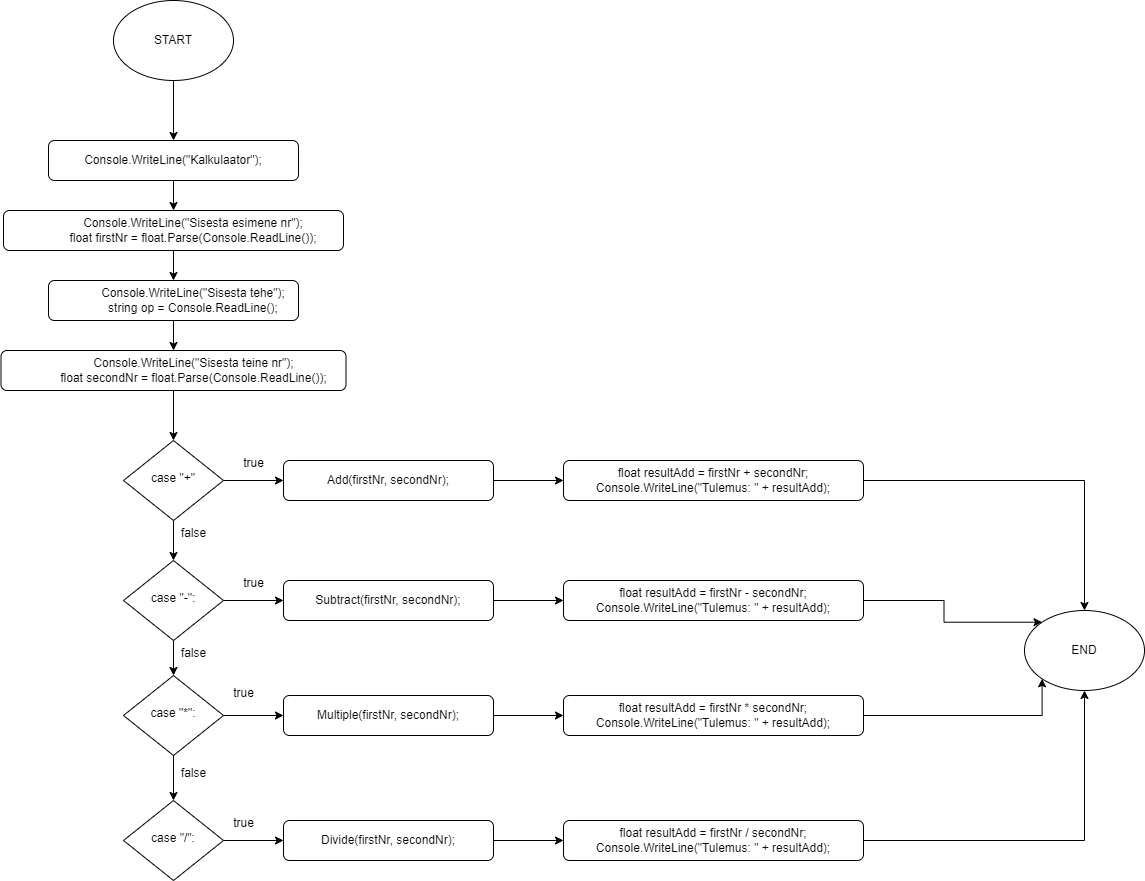 START
Console.WriteLine("Kalkulaator");
Console.WriteLine("Sisesta esimene nr");
float firstNr = float.Parse(Console.ReadLine());
Console.WriteLine("Sisesta tehe");
string op = Console.ReadLine();
Console.WriteLine("Sisesta teine nr");
float secondNr = float.Parse(Console.ReadLine());
case "+"
true
Add(firstNr, secondNr);
float resultAdd = firstNr + secondNr;
Console.WriteLine("Tulemus: " + resultAdd);
false
case "-":
true
Subtract(firstNr, secondNr);
float resultAdd = firstNr - secondNr;
Console.WriteLine("Tulemus: " + resultAdd);
END
false
case "*":
true
Multiple(firstNr, secondNr);
float resultAdd = firstNr * secondNr;
Console.WriteLine("Tulemus: " + resultAdd);
false
case "/":
true
Divide(firstNr, secondNr);
float resultAdd = firstNr / secondNr;
Console.WriteLine("Tulemus: " + resultAdd);